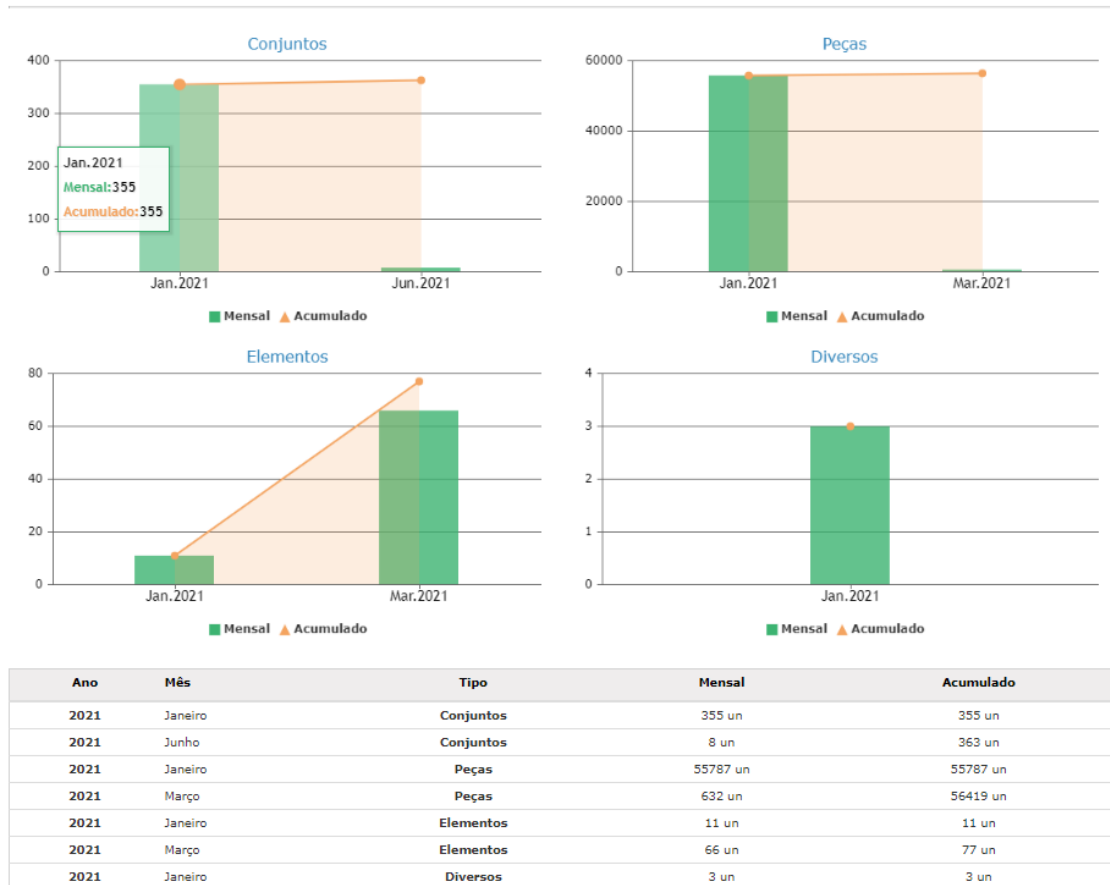 Conjuntos
400
300
200
100
0
Jan.2021
Mensal:355
Acumulado:355
Jan.2021 Jun.2021
Mensal Acumulado
Peças
60000
40000
20000
0
Jan.2021 Mar.2021
Mensal Acumulado
Elementos
80
60
40
20
0
Jan.2021 Mar.2021
Mensal Acumulado
Diversos
4
3
2
1
0
Jan.2021
Mensal Acumulado
Ano Mês Tipo Mensal Acumulado
2021 Janeiro Conjuntos 355 un 355 un
2021 Junho Conjuntos 8 un 363 un
2021 Janeiro Peças 55787 un 55787 un
2021 Março Peças 632 un 56419 un
2021 Janeiro Elementos 11 un 11 un
2021 Março Elementos 66 un 77 un
2021 Janeiro Diversos 3 un 3 un